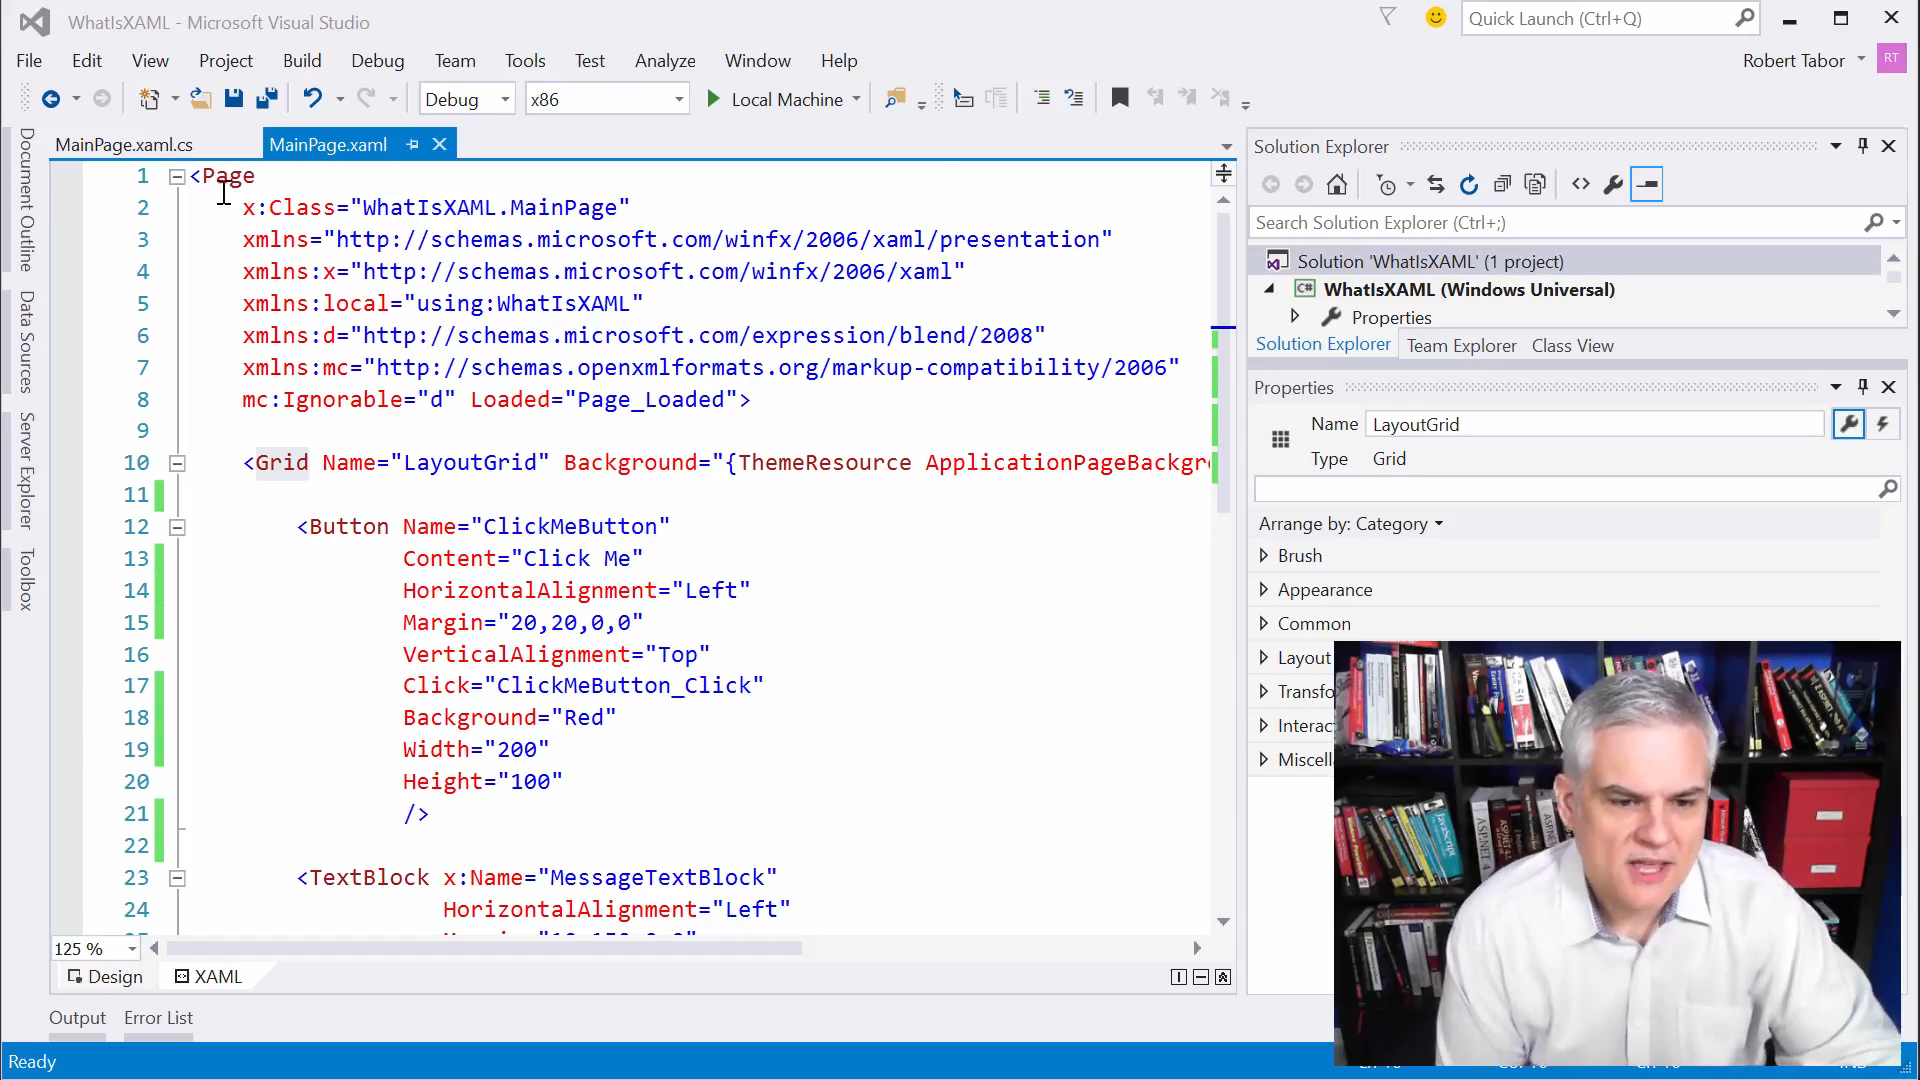 WhatIsXAML - Microsoft Visual Studio
Quick Launch (Ctrl+Q)
File Edit View Project Build Debug Team Tools Test Analyze Window Help
Robert Tabor RT
Debug x86 Local Machine
Document Outline
Data Sources
Server Explorer
Toolbox
MainPage.xaml.cs MainPage.xaml
1 <Page
2 x:Class="WhatIsXAML.MainPage"
3 xmlns="http://schemas.microsoft.com/winfx/2006/xaml/presentation"
4 xmlns:x="http://schemas.microsoft.com/winfx/2006/xaml"
5 xmlns:local="using:WhatIsXAML"
6 xmlns:d="http://schemas.microsoft.com/expression/blend/2008"
7 xmlns:mc="http://schemas.openxmlformats.org/markup-compatibility/2006"
8 mc:Ignorable="d" Loaded="Page_Loaded">
9
10 <Grid Name="LayoutGrid" Background="{ThemeResource ApplicationPageBackgr
11
12 <Button Name="ClickMeButton"
13 Content="Click Me"
14 HorizontalAlignment="Left"
15 Margin="20,20,0,0"
16 VerticalAlignment="Top"
17 Click="ClickMeButton_Click"
18 Background="Red"
19 Width="200"
20 Height="100"
21 />
22
23 <TextBlock x:Name="MessageTextBlock"
24 HorizontalAlignment="Left"
125 %
Design XAML
Output Error List
Ready
Solution Explorer
Search Solution Explorer (Ctrl+;)
Solution 'WhatIsXAML' (1 project)
C# WhatIsXAML (Windows Universal)
Properties
Solution Explorer Team Explorer Class View
Properties
Name LayoutGrid
Type Grid
Arrange by: Category
Brush
Appearance
Common
Layout
Transfo
Interac
Miscell